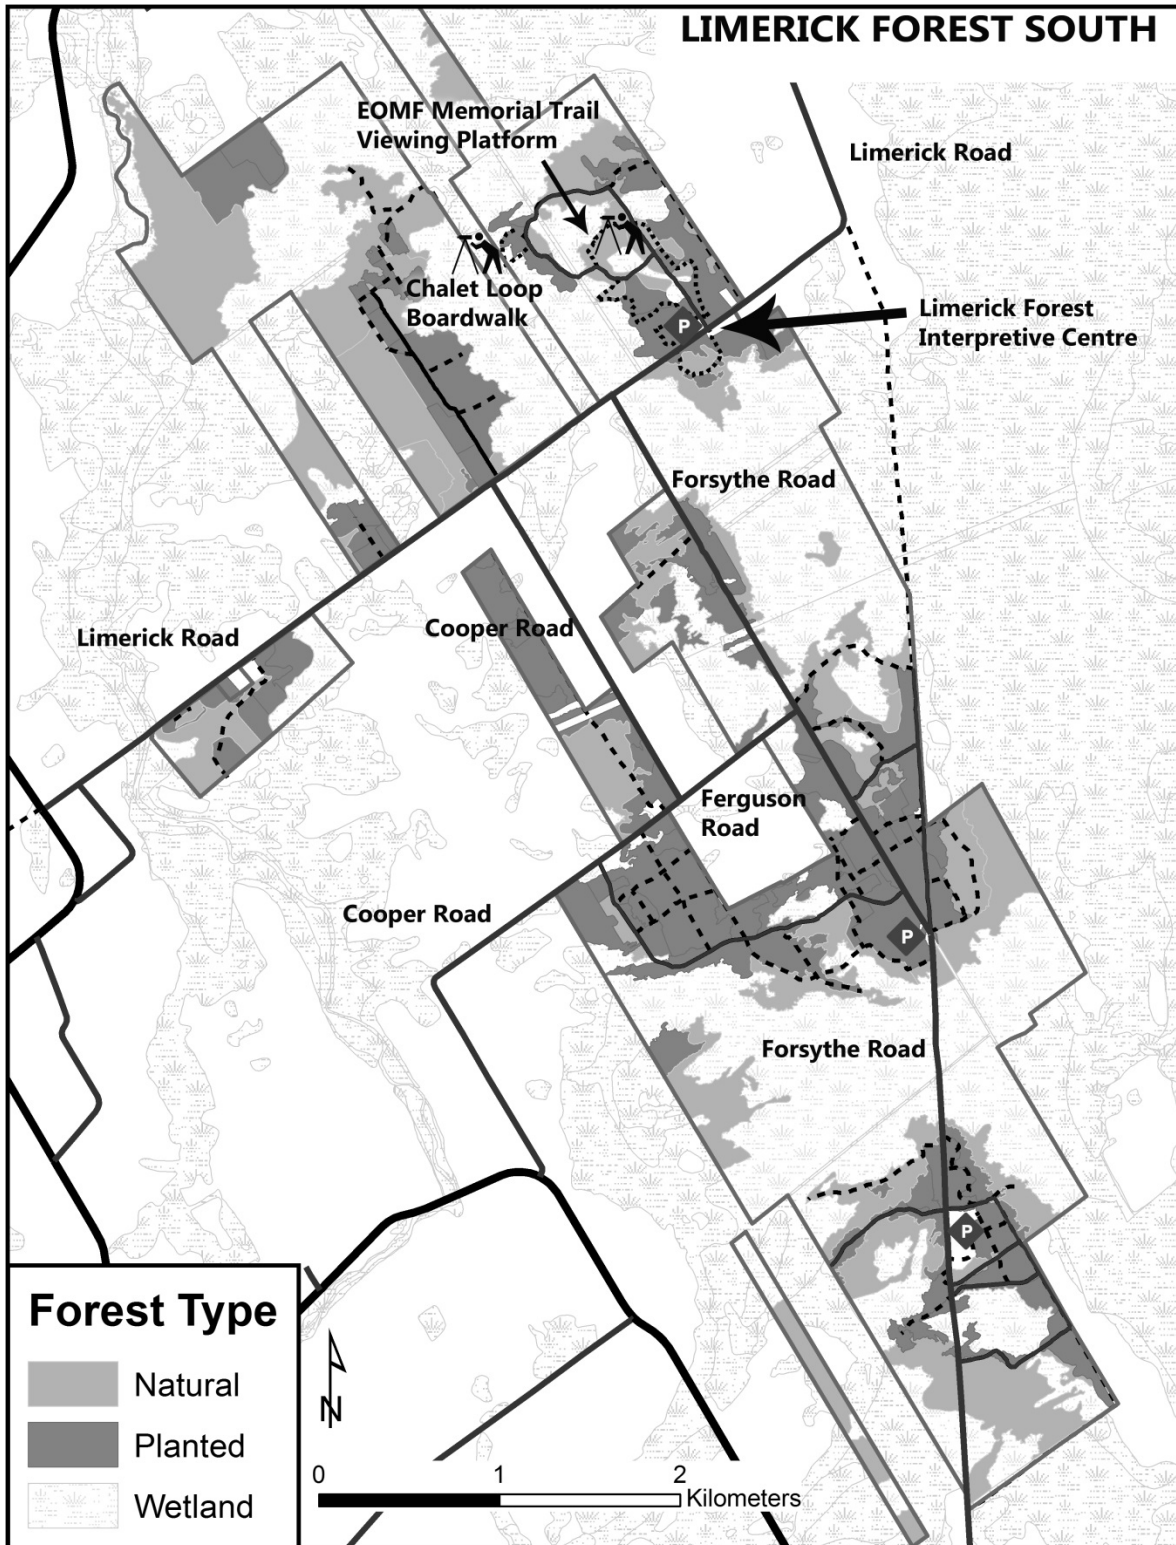 LIMERICK FOREST SOUTH
EOMF Memorial Trail
Viewing Platform
Limerick Road
Chalet Loop
Boardwalk
P
Limerick Forest
Interpretive Centre
Forsythe Road
Limerick Road
Cooper Road
Ferguson
Road
Cooper Road
P
Forsythe Road
P
Forest Type
Natural
Planted
Wetland
N
0 1 2
Kilometers